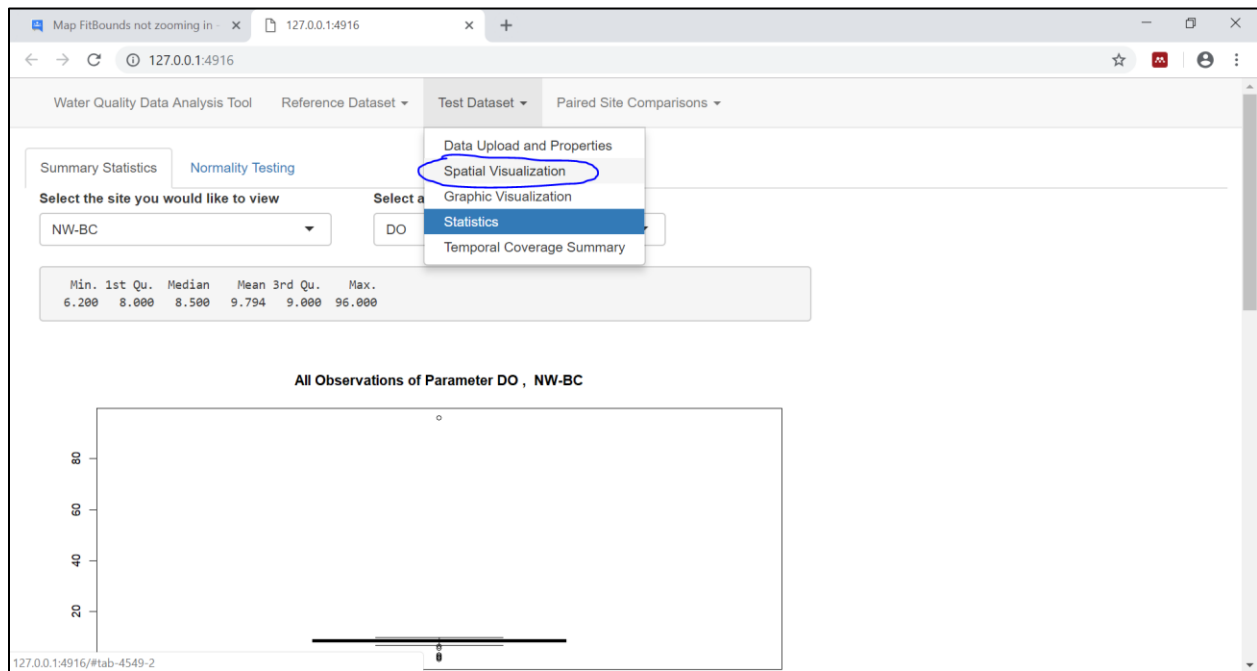 Map FitBounds not zooming in -
127.0.0.1:4916
127.0.0.1:4916
Water Quality Data Analysis Tool Reference Dataset Test Dataset Paired Site Comparisons
Data Upload and Properties
Spatial Visualization
Graphic Visualization
Statistics
Temporal Coverage Summary
Summary Statistics Normality Testing
Select the site you would like to view Select a
NW-BC DO
Min. 1st Qu. Median Mean 3rd Qu. Max.
6.200 8.000 8.500 9.794 9.000 96.000
All Observations of Parameter DO , NW-BC
80
60
40
20
127.0.0.1:4916/#tab-4549-2